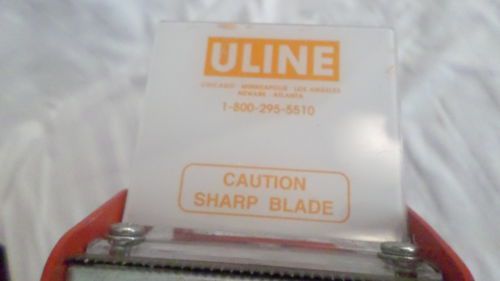 ULINE
CHICAGO · MINNEAPOLIS · LOS ANGELES
NEWARK · ATLANTA
1-800-295-5510
CAUTION
SHARP BLADE